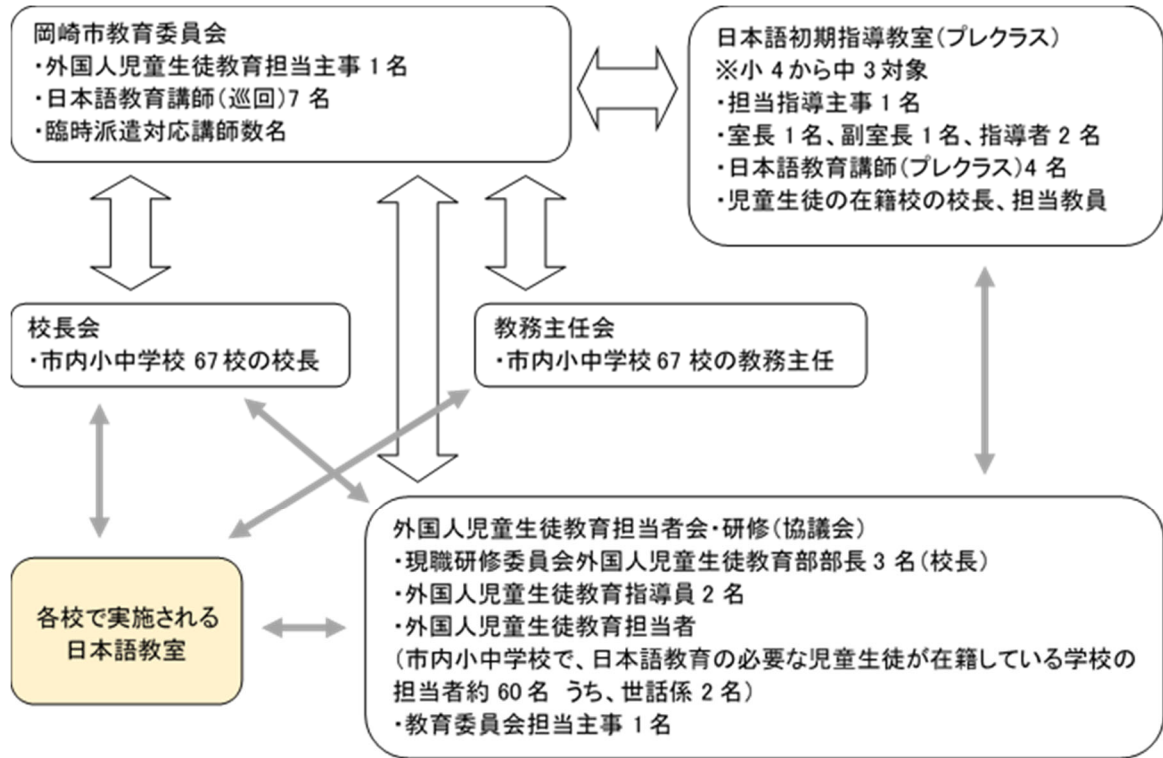 岡崎市教育委員会
・外国人児童生徒教育担当主事 1 名
・日本語教育講師(巡回)7 名
・臨時派遣対応講師数名
日本語初期指導教室(プレクラス)
※小 4 から中 3 対象
・担当指導主事 1 名
・室長 1 名、副室長 1 名、指導者 2 名
・日本語教育講師(プレクラス)4 名
・児童生徒の在籍校の校長、担当教員
校長会
・市内小中学校 67 校の校長
教務主任会
・市内小中学校 67 校の教務主任
各校で実施される
日本語教室
外国人児童生徒教育担当者会・研修(協議会)
・現職研修委員会外国人児童生徒教育部部長 3 名(校長)
・外国人児童生徒教育指導員 2 名
・外国人児童生徒教育担当者
(市内小中学校で、日本語教育の必要な児童生徒が在籍している学校の
担当者約 60 名 うち、世話係 2 名)
・教育委員会担当主事 1 名